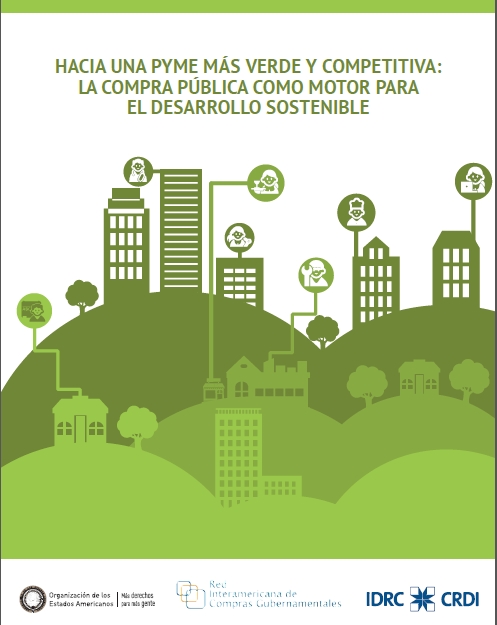 HACIA UNA PYME MÁS VERDE Y COMPETITIVA:
LA COMPRA PÚBLICA COMO MOTOR PARA
EL DESARROLLO SOSTENIBLE
Organización de los
Estados Americanos
Más derechos
para más gente
Red
Interamericana de
Compras Gubernamentales
IDRC CRDI